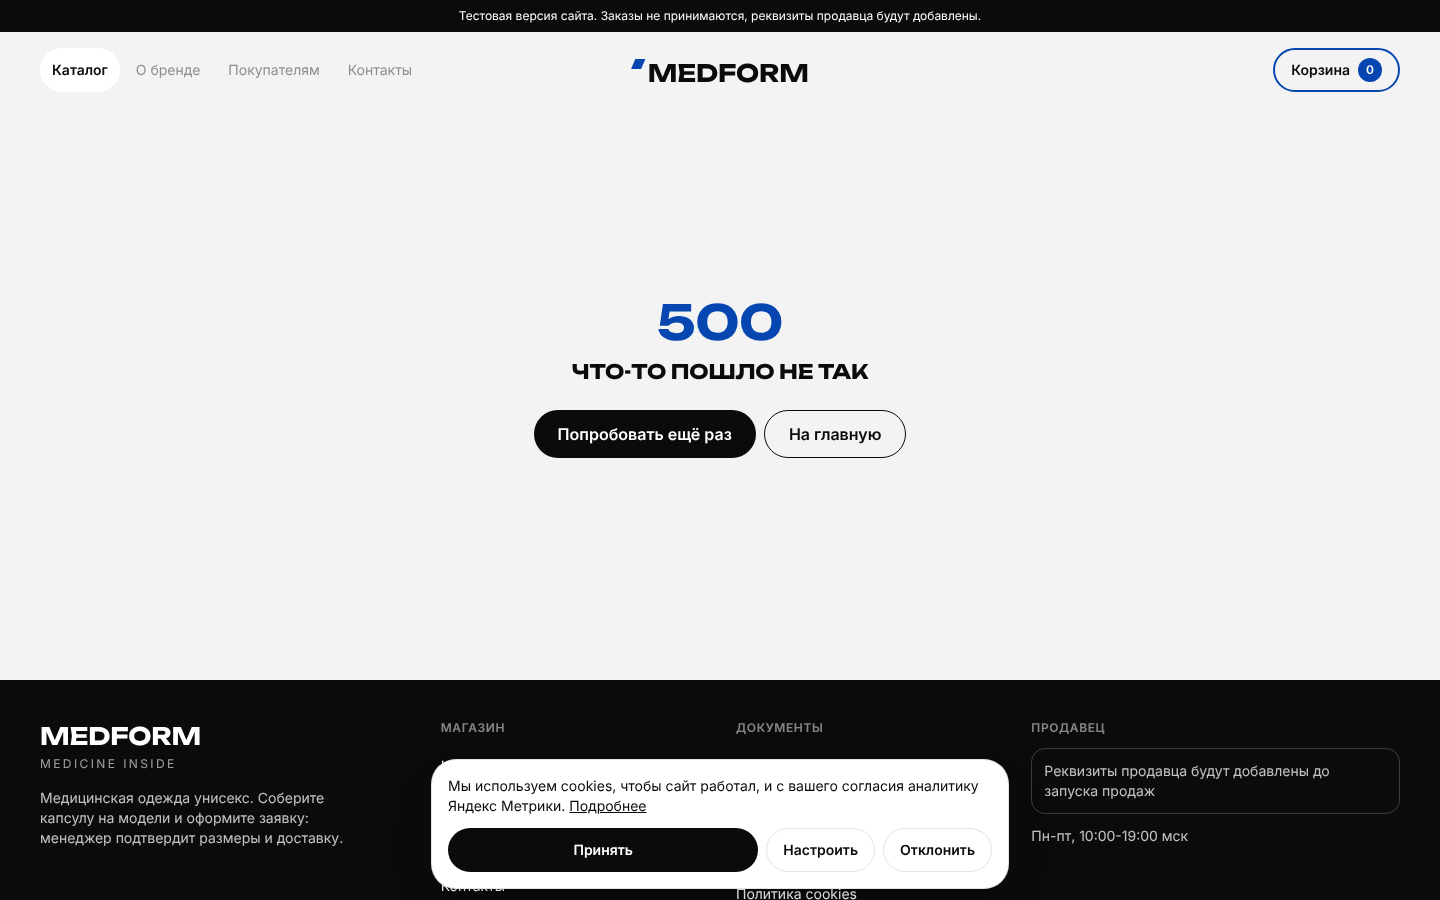 Тестовая версия сайта. Заказы не принимаются, реквизиты продавца будут добавлены.
Каталог
О бренде
Покупателям
Контакты
MEDFORM
Корзина 0
500
ЧТО-ТО ПОШЛО НЕ ТАК
Попробовать ещё раз
На главную
MEDFORM
MEDICINE INSIDE
Медицинская одежда унисекс. Соберите
капсулу на модели и оформите заявку:
менеджер подтвердит размеры и доставку.
МАГАЗИН
Контакты
ДОКУМЕНТЫ
Политика cookies
ПРОДАВЕЦ
Реквизиты продавца будут добавлены до
запуска продаж
Пн-пт, 10:00-19:00 мск
Мы используем cookies, чтобы сайт работал, и с вашего согласия аналитику
Яндекс Метрики. Подробнее
Принять
Настроить
Отклонить